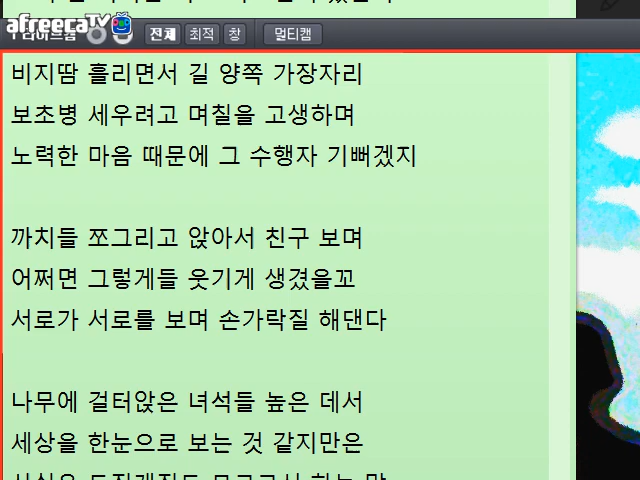 afreecaTV
전체 최적 창 멀티캡
비지땀 흘리면서 길 양쪽 가장자리
보초병 세우려고 며칠을 고생하며
노력한 마음 때문에 그 수행자 기뻐겠지
까치들 쪼그리고 앉아서 친구 보며
어쩌면 그렇게들 웃기게 생겼을꼬
서로가 서로를 보며 손가락질 해댄다
나무에 걸터앉은 녀석들 높은 데서
세상을 한눈으로 보는 것 같지만은